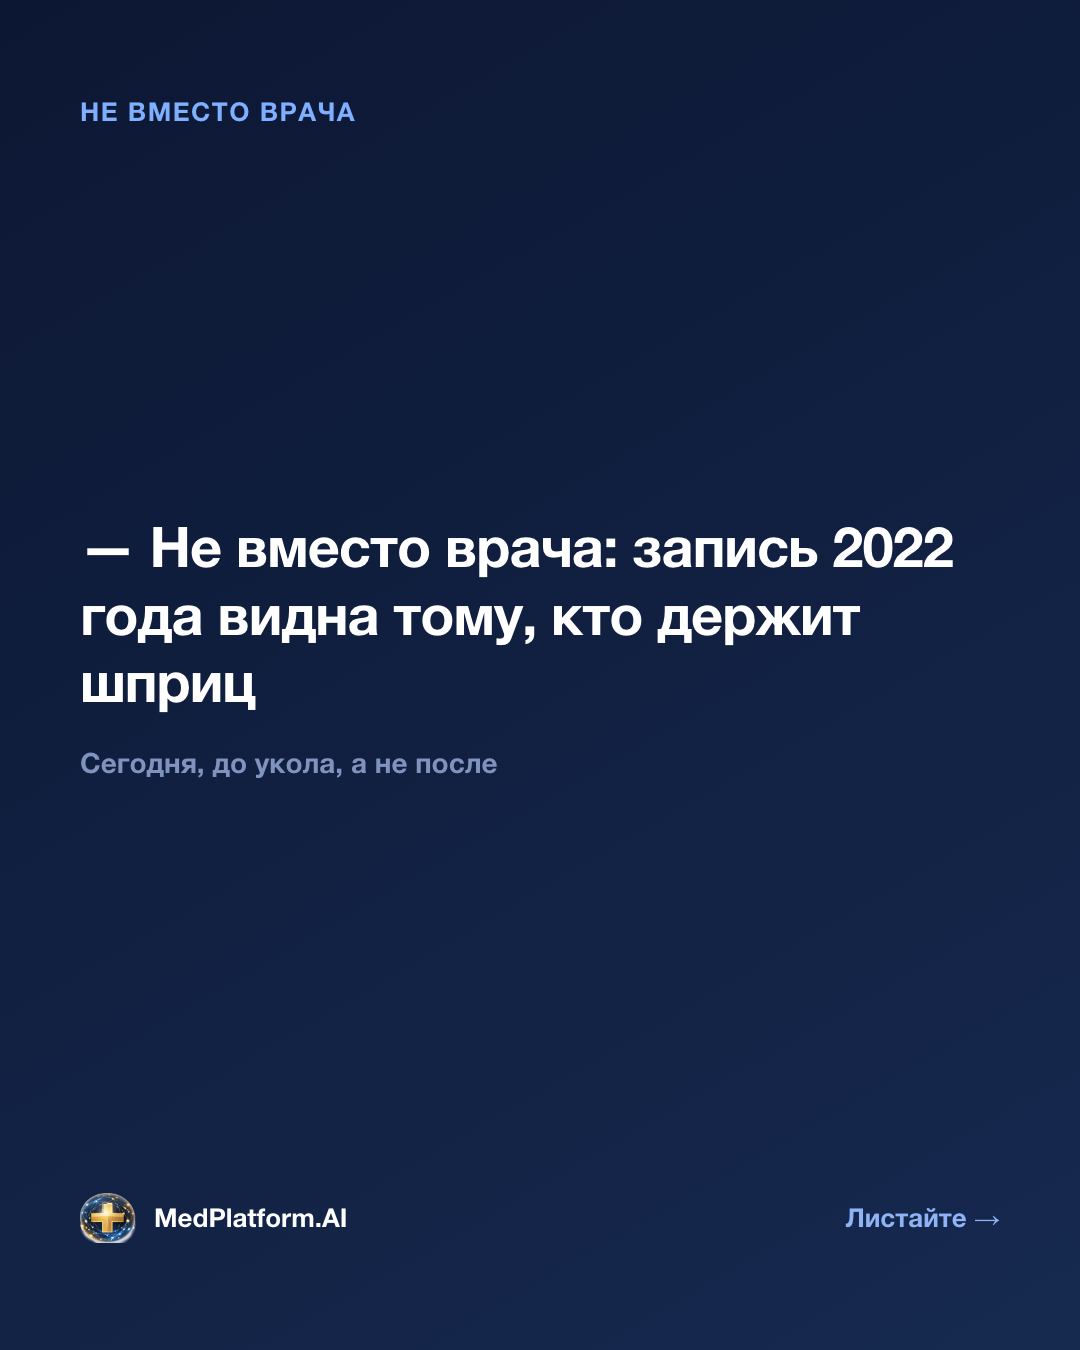 НЕ ВМЕСТО ВРАЧА
— Не вместо врача: запись 2022
года видна тому, кто держит
шприц
Сегодня, до укола, а не после
MedPlatform.AI
Листайте →